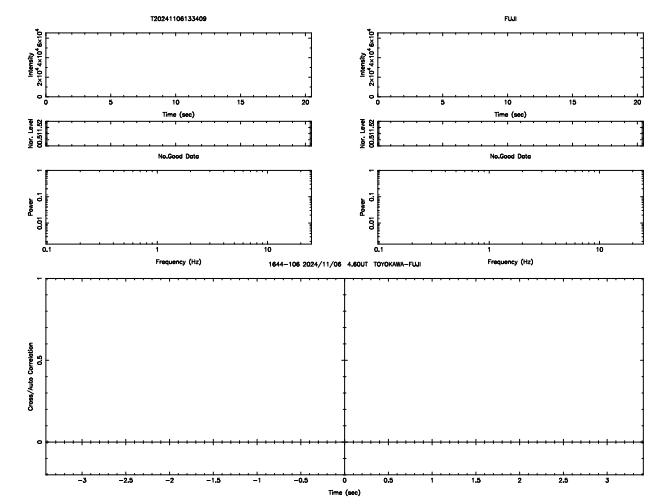 T20241106133409 FUJI
Intensity 0 2×10⁴ 4×10⁴ 6×10⁴ Intensity 0 2×10⁴ 4×10⁴ 6×10⁴
0 5 10 15 20 0 5 10 15 20
Time (sec) Time (sec)
Nor. Level 00.511.52 Nor. Level 00.511.52
No.Good Data No.Good Data
Power 0.01 0.1 1 Power 0.01 0.1 1
0.1 1 10 0.1 1 10
Frequency (Hz) Frequency (Hz)
1644-106 2024/11/06 4.60UT TOYOKAWA-FUJI
Cross/Auto Correlation 0 0.5 1
-3 -2.5 -2 -1.5 -1 -0.5 0 0.5 1 1.5 2 2.5 3
Time (sec)